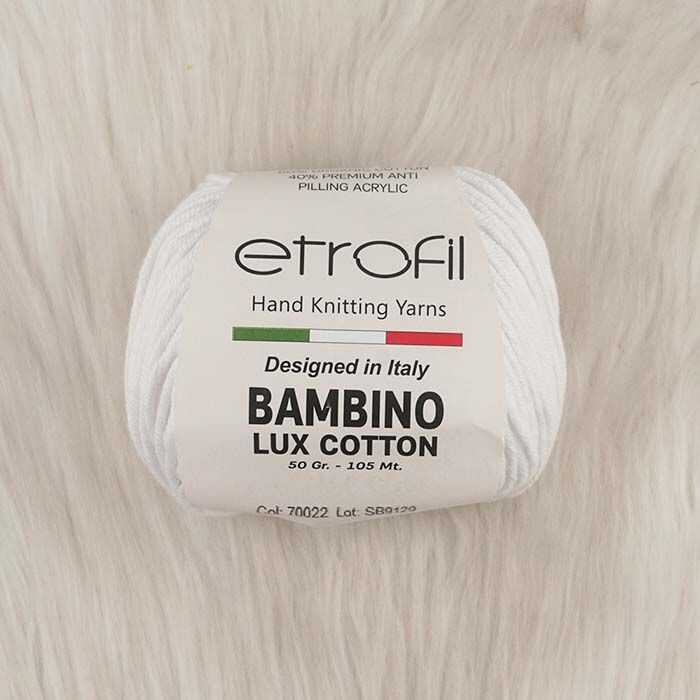 40% PREMIUM ANTI
PILLING ACRYLIC
etrofil
Hand Knitting Yarns
Designed in Italy
BAMBINO
LUX COTTON
50 Gr. - 105 Mt.
Col: 70022 Lot: SB9129